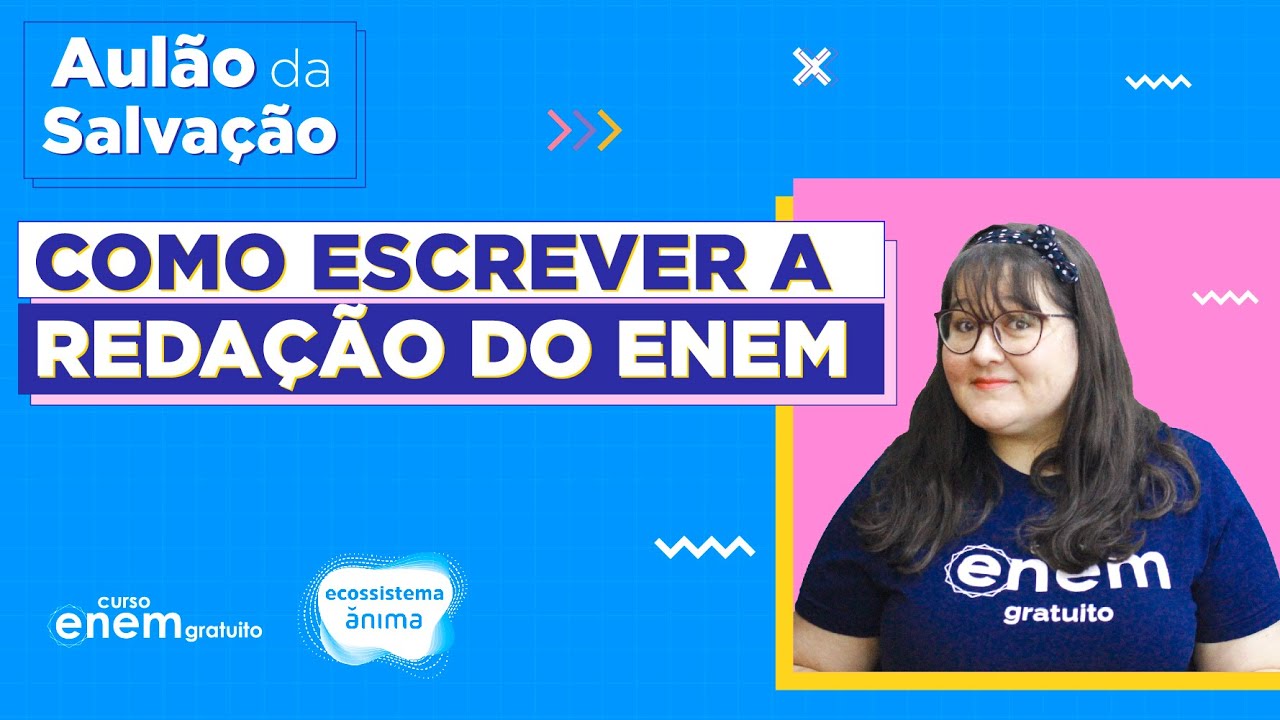 Aulão da
Salvação
COMO ESCREVER A
REDAÇÃO DO ENEM
curso
enem gratuito
ecossistema
ănima
enem
gratuito